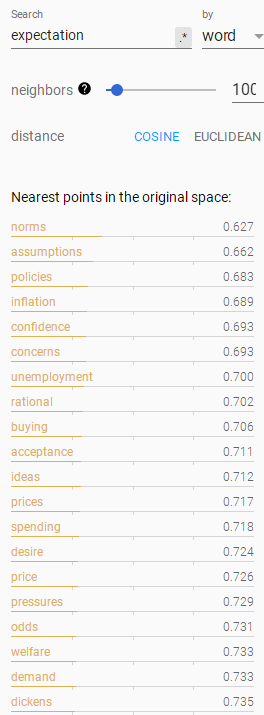 Search
by
expectation
.*
word
neighbors ?
100
distance
COSINE
EUCLIDEAN
Nearest points in the original space:
norms 0.627
assumptions 0.662
policies 0.683
inflation 0.689
confidence 0.693
concerns 0.693
unemployment 0.700
rational 0.702
buying 0.706
acceptance 0.711
ideas 0.712
prices 0.717
spending 0.718
desire 0.724
price 0.726
pressures 0.729
odds 0.731
welfare 0.733
demand 0.733
dickens 0.735